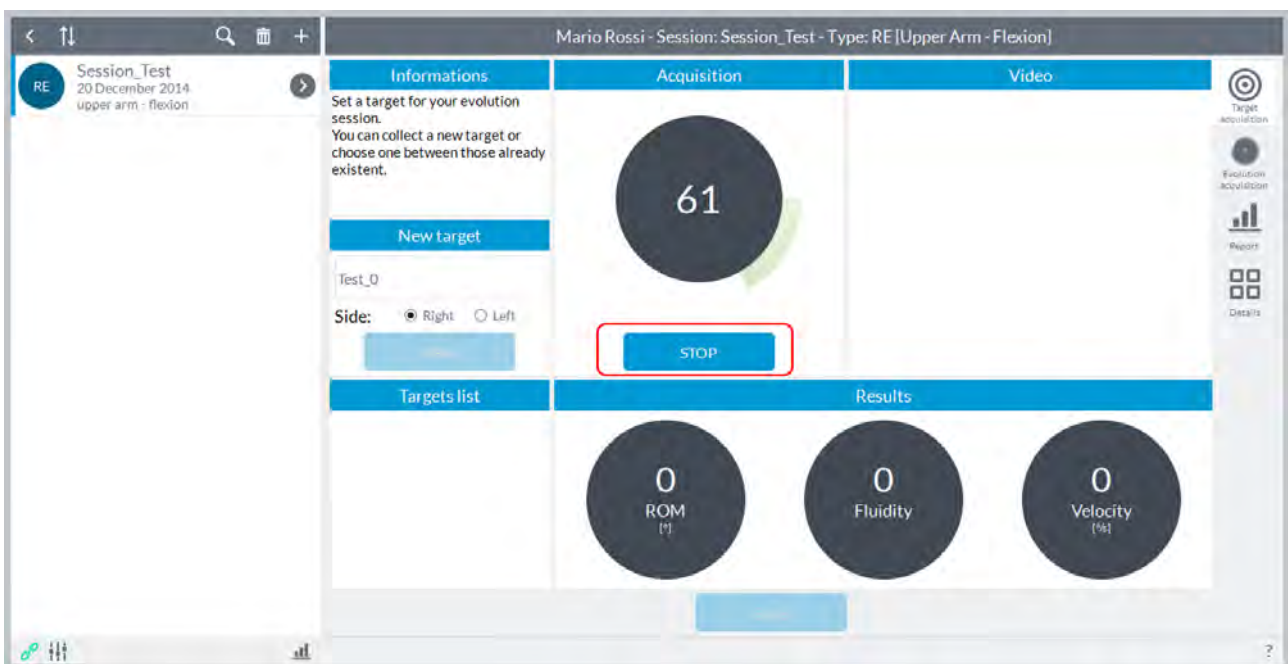 Mario Rossi - Session: Session_Test - Type: RE [Upper Arm - Flexion]
RE
Session_Test
20 December 2014
upper arm - flexion
Informations
Set a target for your evolution
session.
You can collect a new target or
choose one between those already
existent.
New target
Test_0
Side:
Right
Left
Acquisition
61
STOP
Video
Targets list
Results
0
ROM
[°]
0
Fluidity
0
Velocity
[°/s]
Target
acquisition
Evolution
acquisition
Report
Details
?